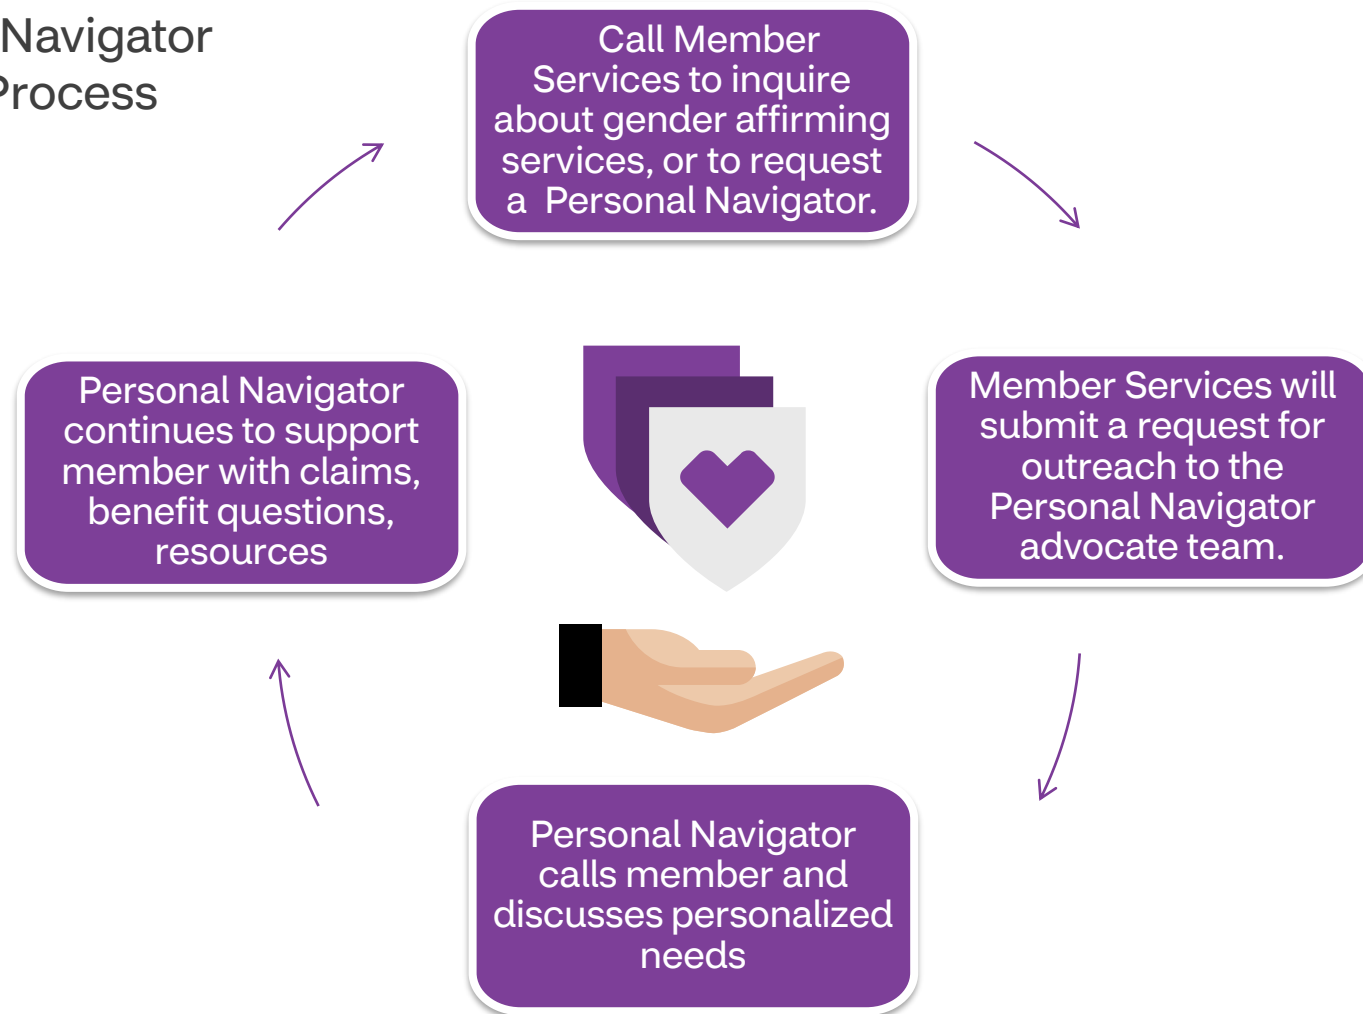 Navigator
Process
Call Member
Services to inquire
about gender affirming
services, or to request
a  Personal Navigator.
Member Services will
submit a request for
outreach to the
Personal Navigator
advocate team.
Personal Navigator
calls member and
discusses personalized
needs
Personal Navigator
continues to support
member with claims,
benefit questions,
resources